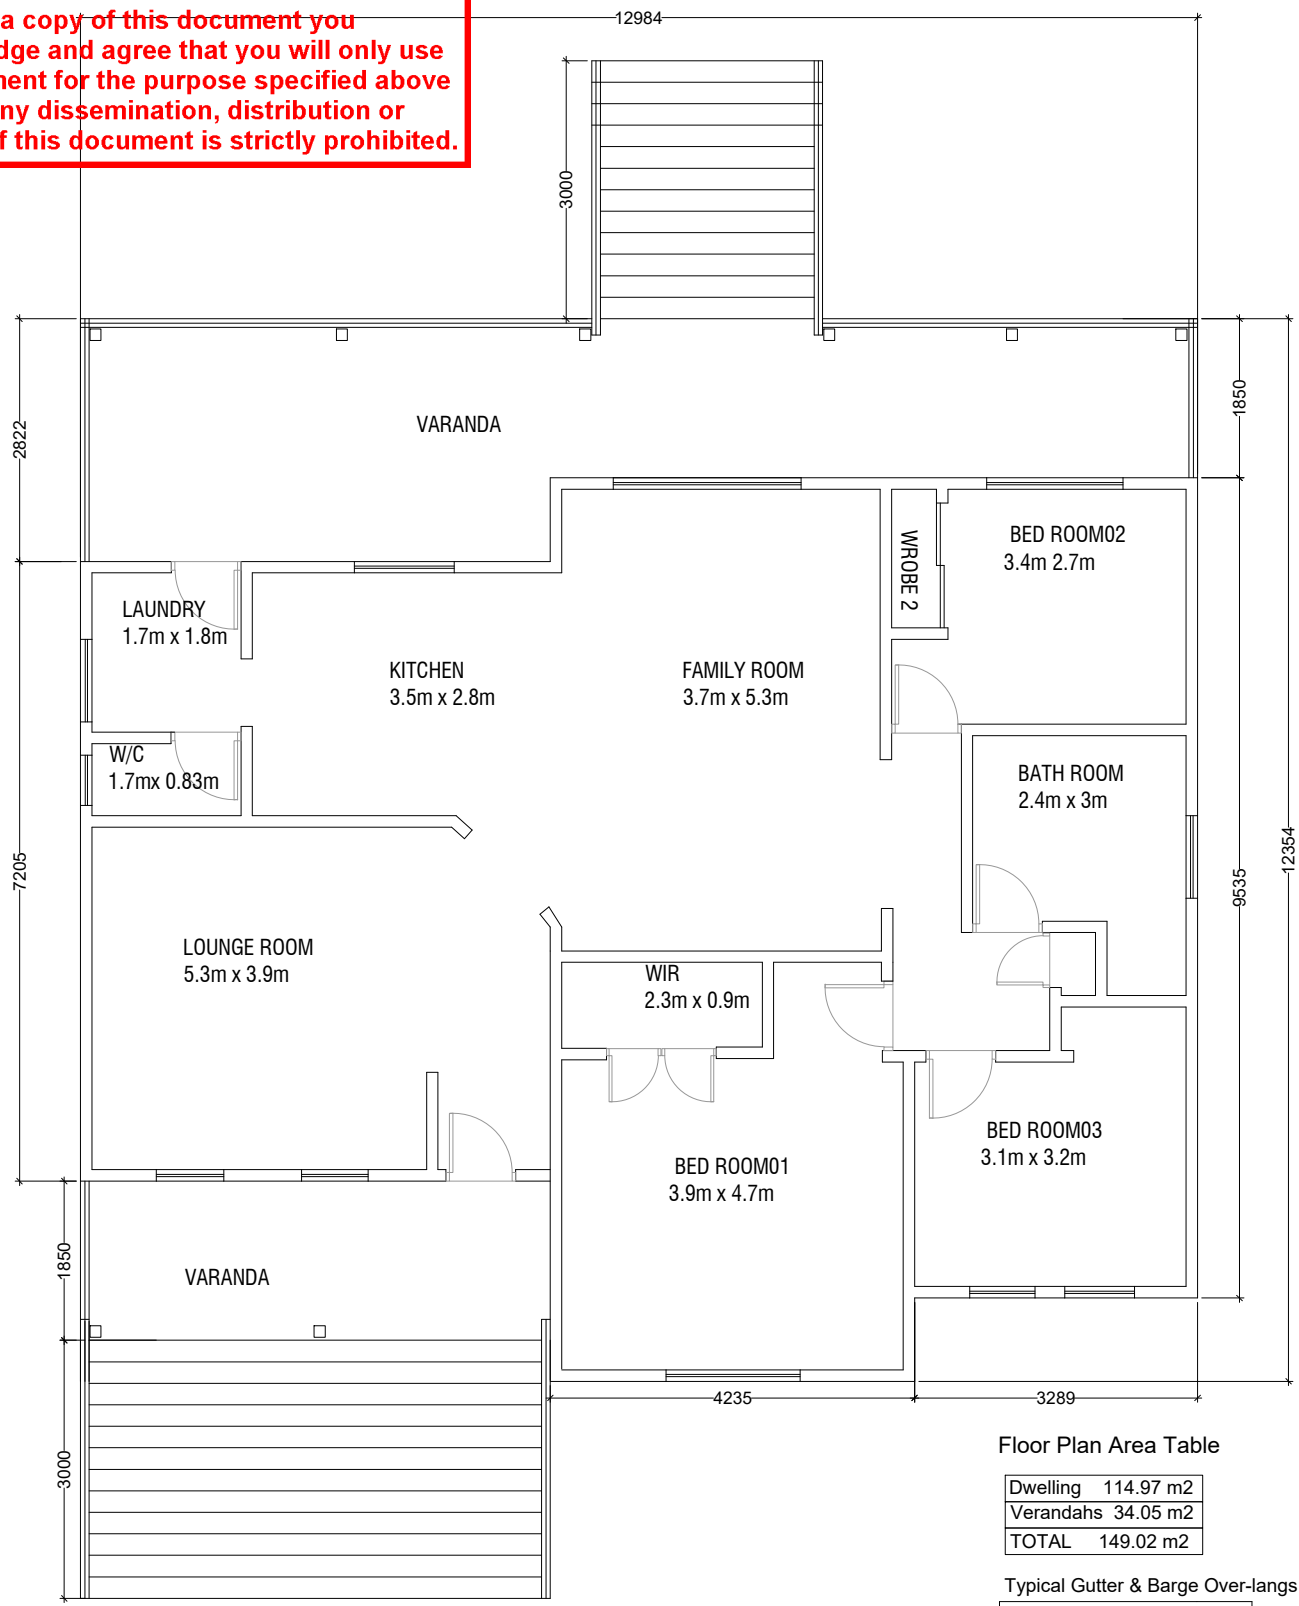 a copy of this document you
dge and agree that you will only use
ment for the purpose specified above
ny dissemination, distribution or
f this document is strictly prohibited.
12984
3000
2822
1850
VARANDA
BED ROOM02
3.4m 2.7m
WROBE 2
LAUNDRY
1.7m x 1.8m
KITCHEN
3.5m x 2.8m
FAMILY ROOM
3.7m x 5.3m
W/C
1.7mx 0.83m
BATH ROOM
2.4m x 3m
7205
12354
9535
LOUNGE ROOM
5.3m x 3.9m
WIR
2.3m x 0.9m
BED ROOM03
3.1m x 3.2m
BED ROOM01
3.9m x 4.7m
1850
VARANDA
4235
3289
3000
Floor Plan Area Table
Dwelling 114.97 m2
Verandahs 34.05 m2
TOTAL 149.02 m2
Typical Gutter & Barge Over-langs